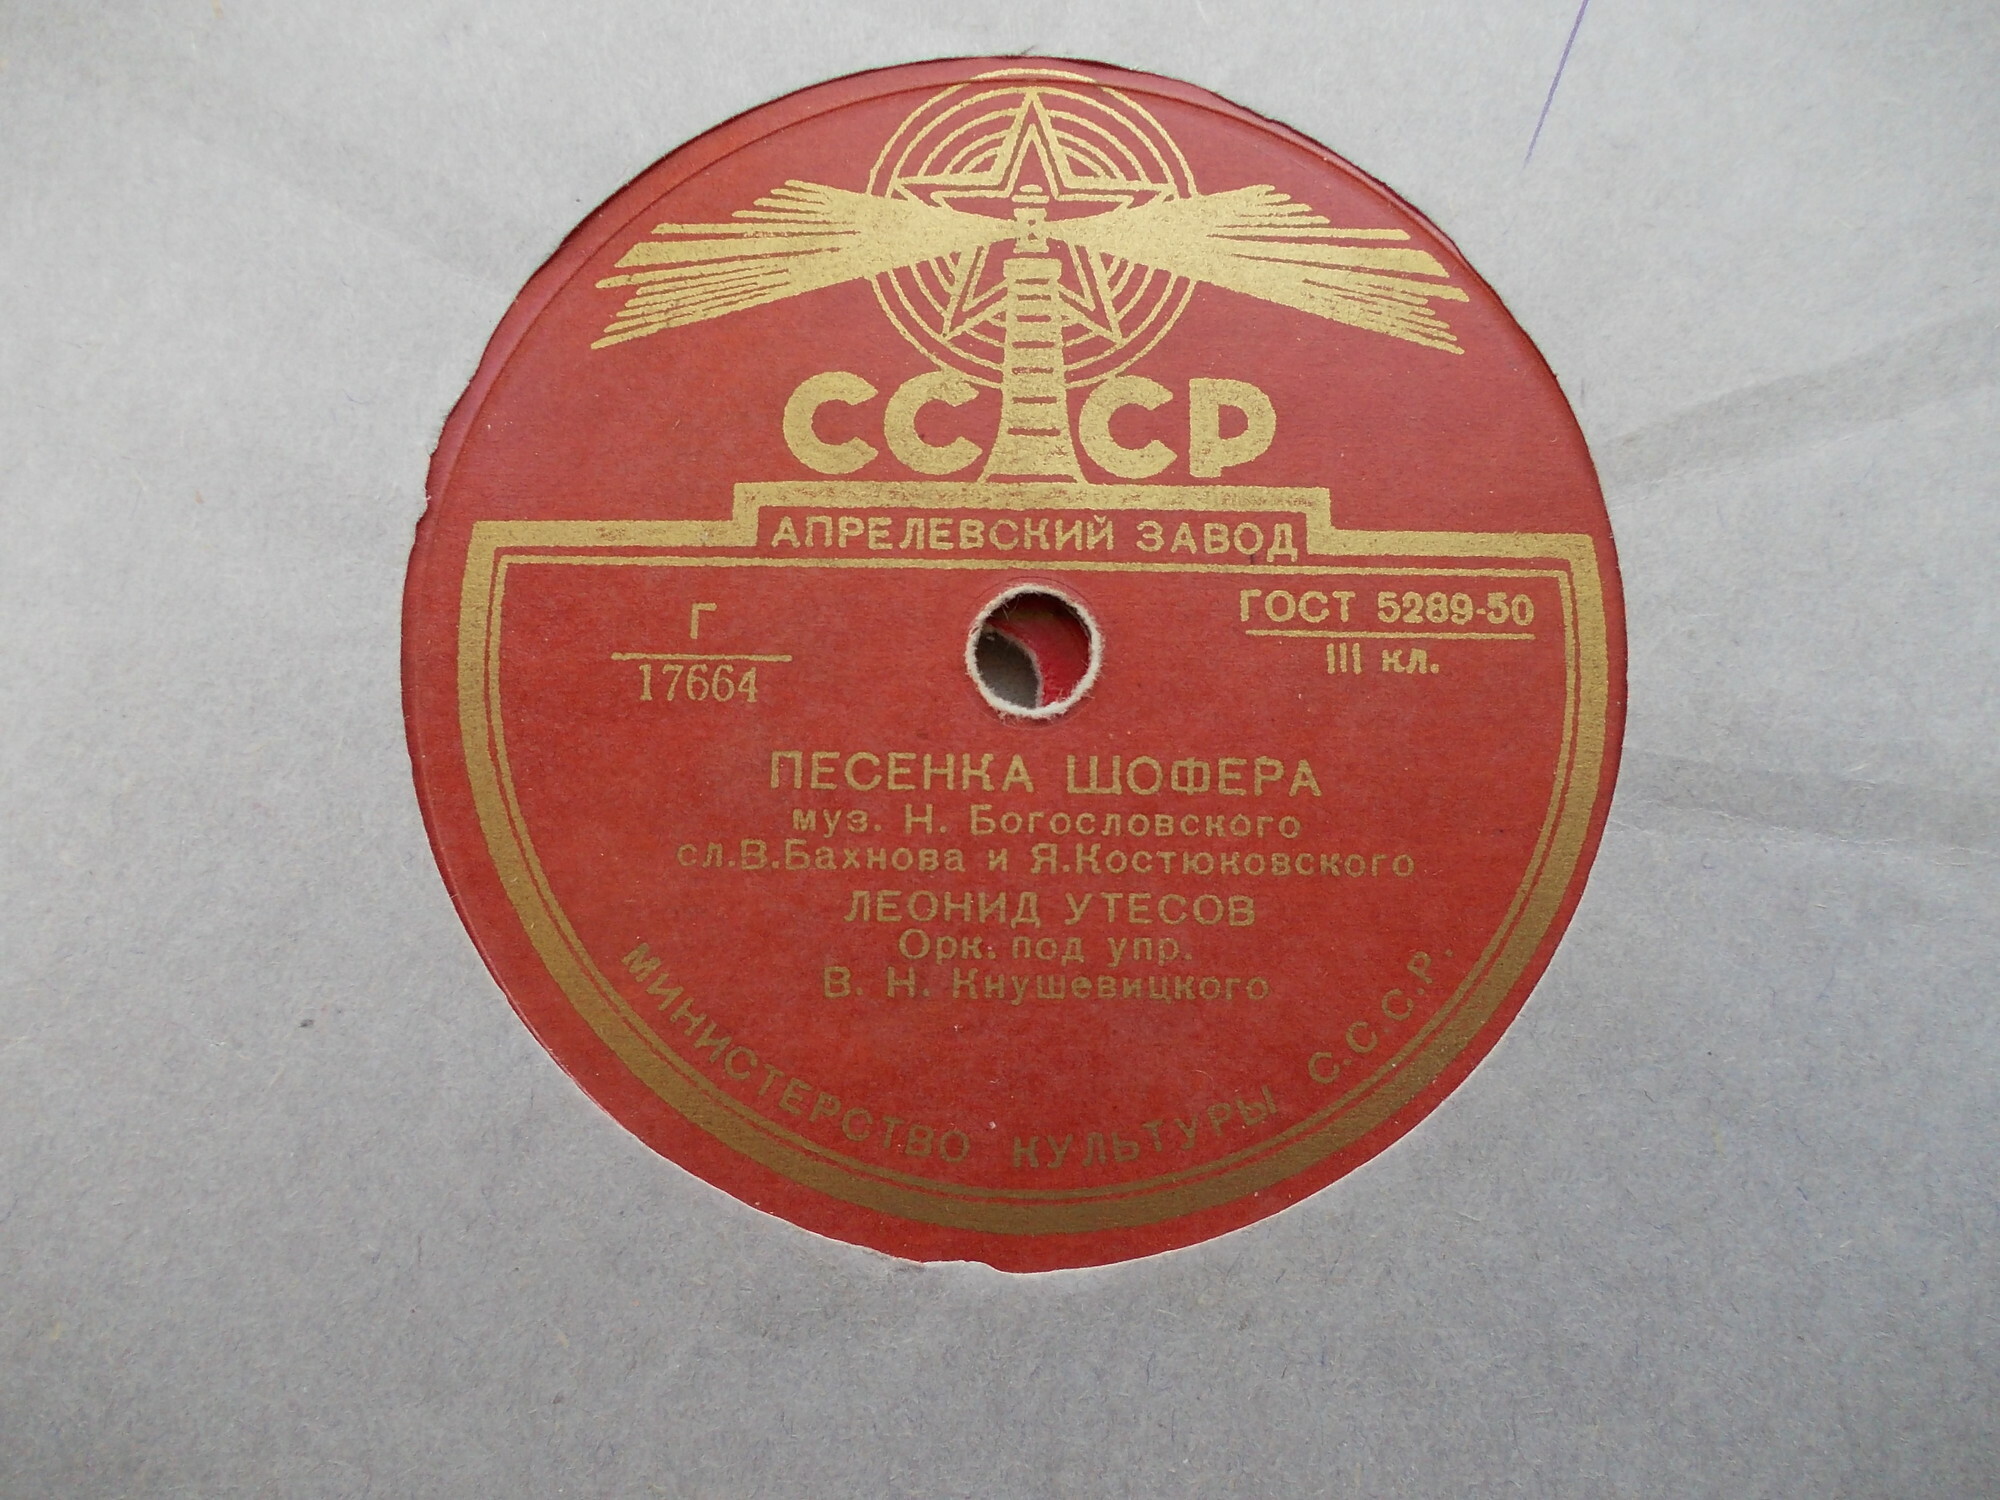 СССР
АПРЕЛЕВСКИЙ ЗАВОД
Г
17664
ГОСТ 5289-50
III кл.
ПЕСЕНКА ШОФЕРА
муз. Н. Богословского
сл.В.Бахнова и Я.Костюковского
ЛЕОНИД УТЕСОВ
Орк. под упр.
В. Н. Кнушевицкого
МИНИСТЕРСТВО КУЛЬТУРЫ С.С.С.Р.